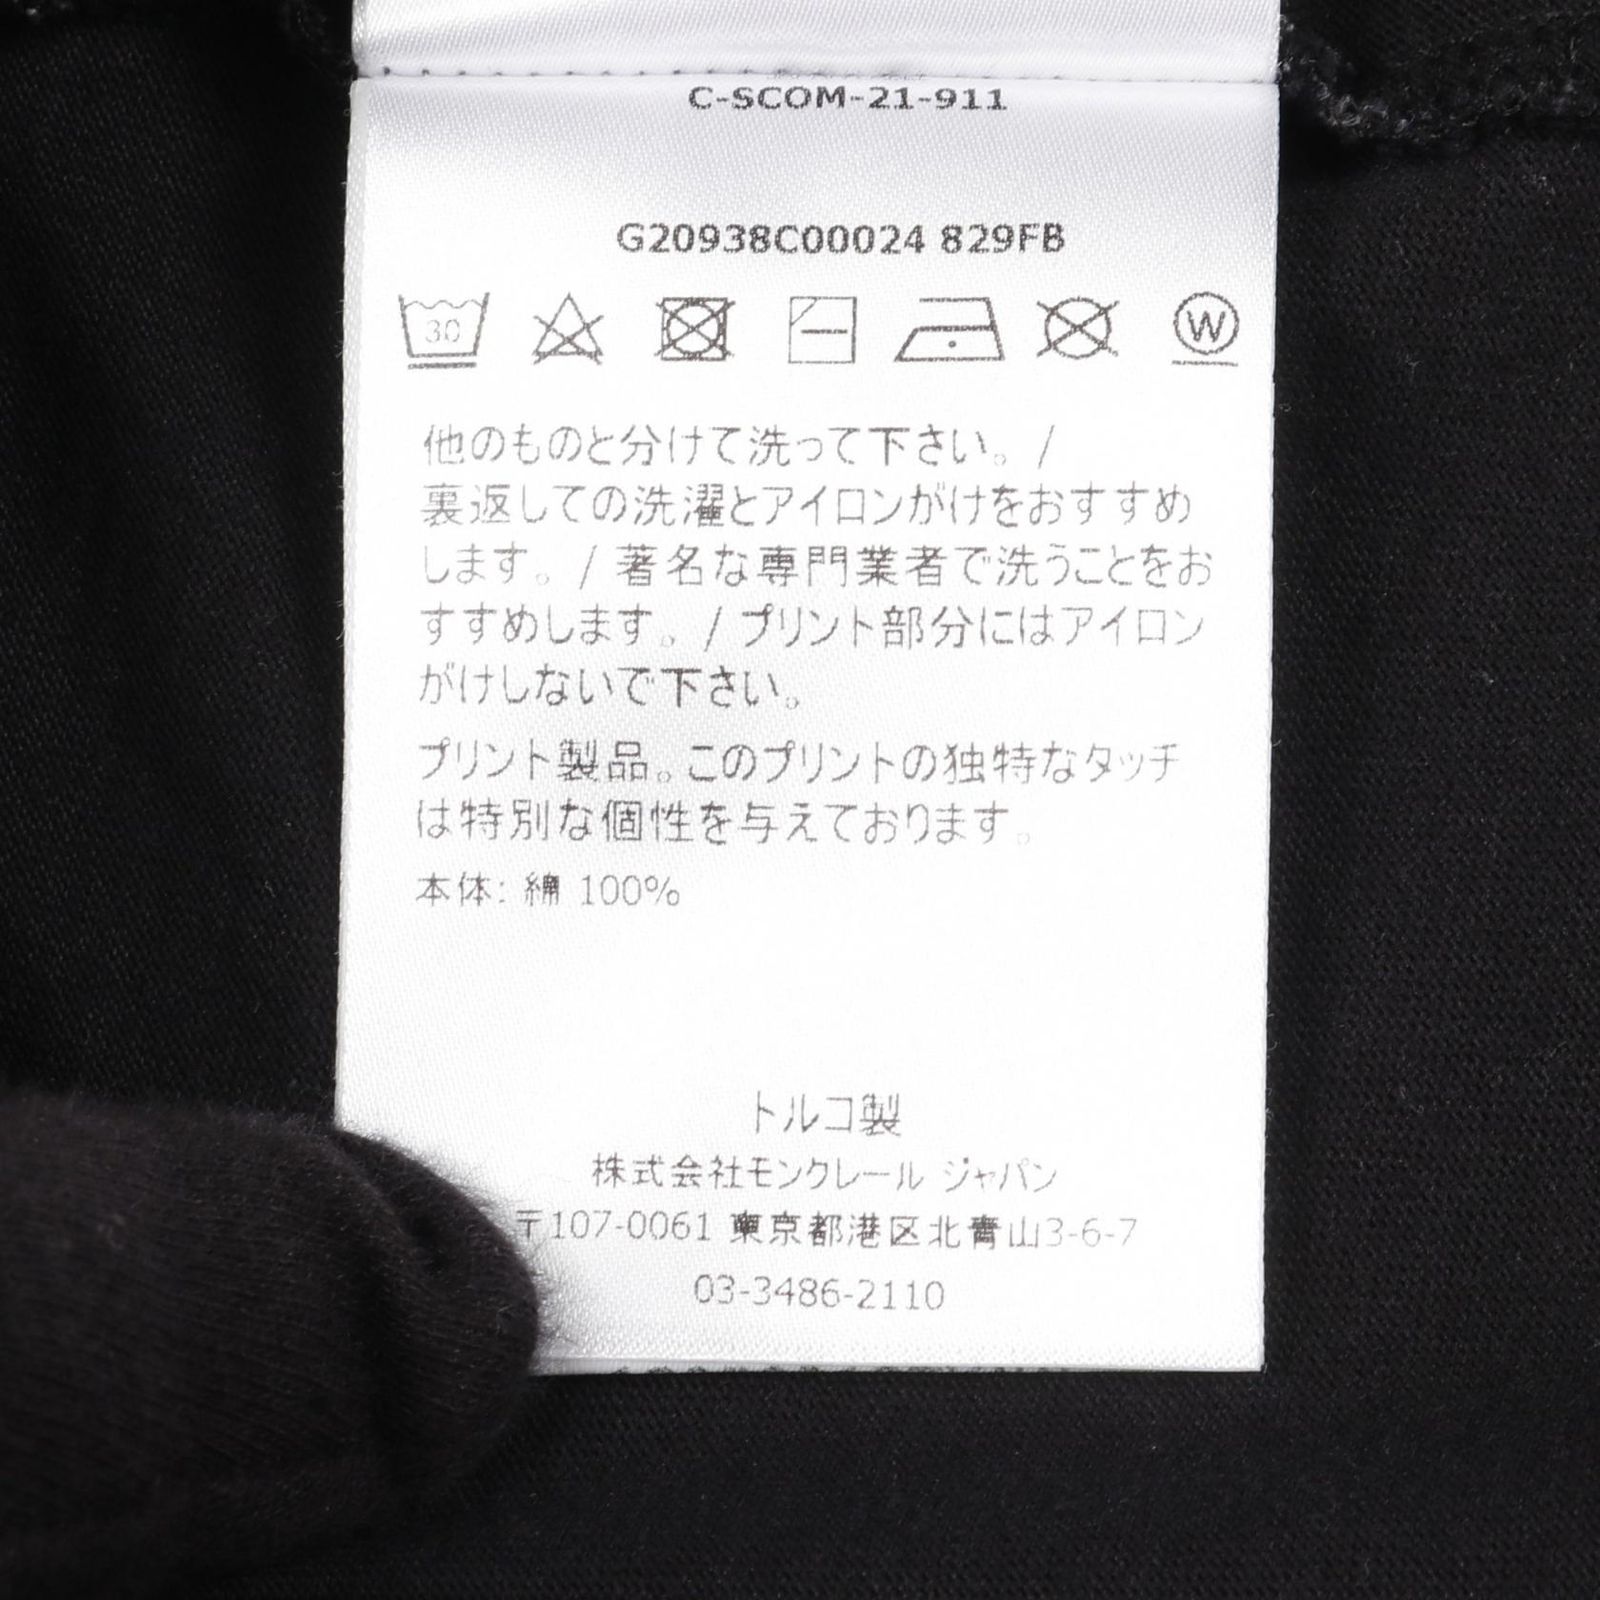 C-SCOM-21-911
G20938C00024 829FB
30
W
他のものと分けて洗って下さい。/
裏返しての洗濯とアイロンがけをおすすめ
します。/ 著名な専門業者で洗うことをお
すすめします。/ プリント部分にはアイロン
がけしないで下さい。
プリント製品。このプリントの独特なタッチ
は特別な個性を与えております。
本体: 綿 100%
トルコ製
株式会社モンクレール ジャパン
〒107-0061 東京都港区北青山3-6-7
03-3486-2110